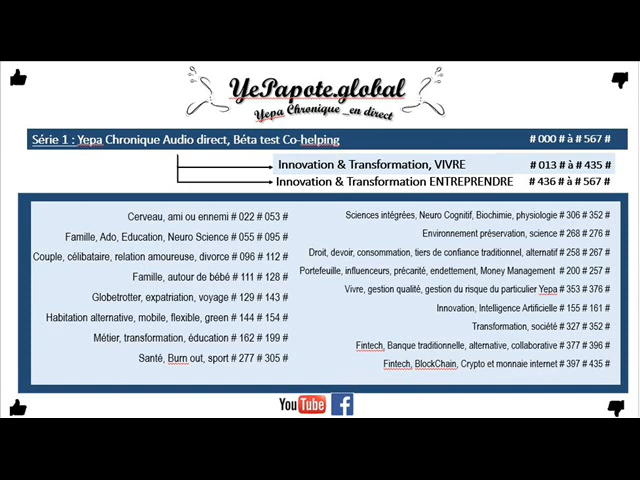 YePapote.global
Yepa Chronique _en direct
Série 1 : Yepa Chronique Audio direct, Béta test Co-helping # 000 # à # 567 #
Innovation & Transformation, VIVRE # 013 # à # 435 #
Innovation & Transformation ENTREPRENDRE # 436 # à # 567 #
Cerveau, ami ou ennemi # 022 # 053 #
Famille, Ado, Education, Neuro Science # 055 # 095 #
Couple, célibataire, relation amoureuse, divorce # 096 # 112 #
Famille, autour de bébé # 111 # 128 #
Globetrotter, expatriation, voyage # 129 # 143 #
Habitation alternative, mobile, flexible, green # 144 # 154 #
Métier, transformation, éducation # 162 # 199 #
Santé, Burn out, sport # 277 # 305 #
Sciences intégrées, Neuro Cognitif, Biochimie, physiologie # 306 # 352 #
Environnement préservation, science # 268 # 276 #
Droit, devoir, consommation, tiers de confiance traditionnel, alternatif # 258 # 267 #
Portefeuille, influenceurs, précarité, endettement, Money Management # 200 # 257 #
Vivre, gestion qualité, gestion du risque du particulier Yepa # 353 # 376 #
Innovation, Intelligence Artificielle # 155 # 161 #
Transformation, société # 327 # 352 #
Fintech, Banque traditionnelle, alternative, collaborative # 377 # 396 #
Fintech, BlockChain, Crypto et monnaie internet # 397 # 435 #
YouTube f